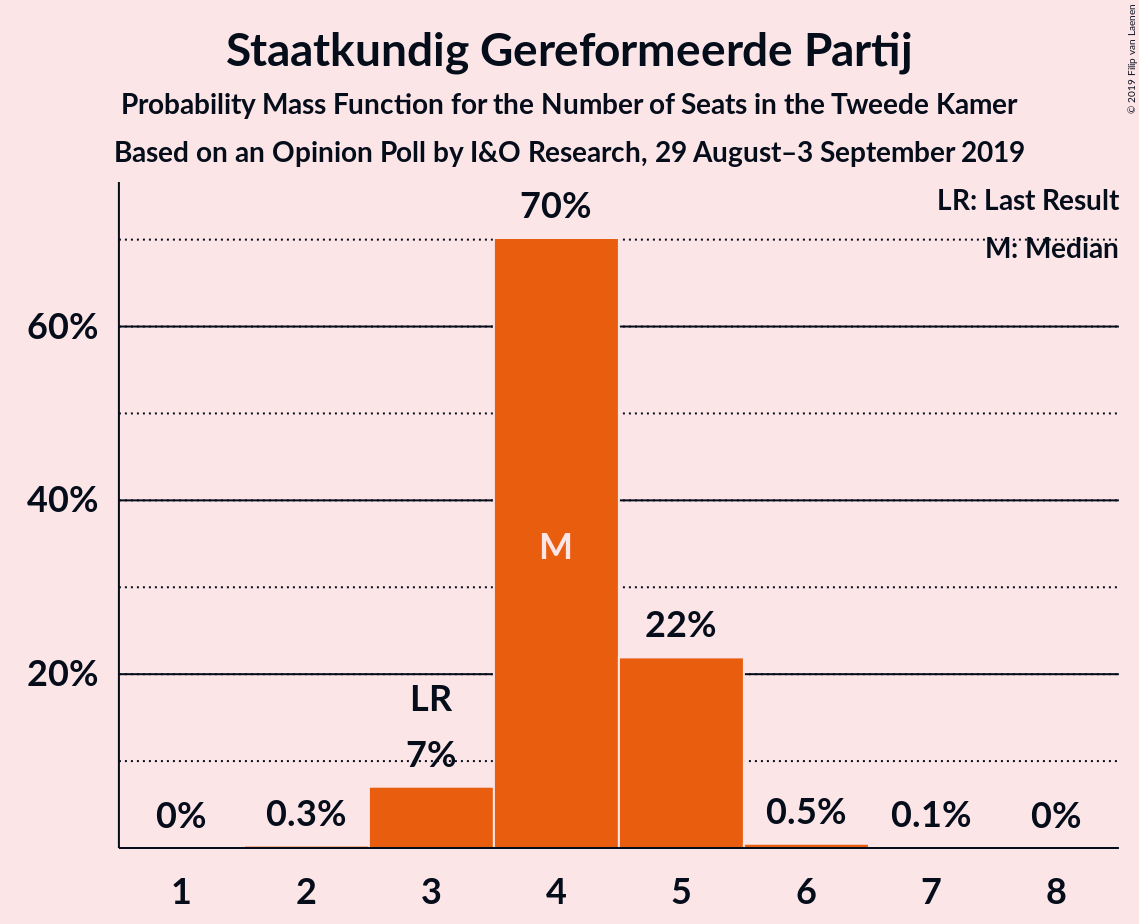 Staatkundig Gereformeerde Partij
Probability Mass Function for the Number of Seats in the Tweede Kamer
Based on an Opinion Poll by I&O Research, 29 August–3 September 2019
© 2019 Filip van Laenen
LR: Last Result
M: Median
70%
60%
40%
M
22%
20%
LR
7%
0%
0.3%
0.5%
0.1%
0%
1 2 3 4 5 6 7 8